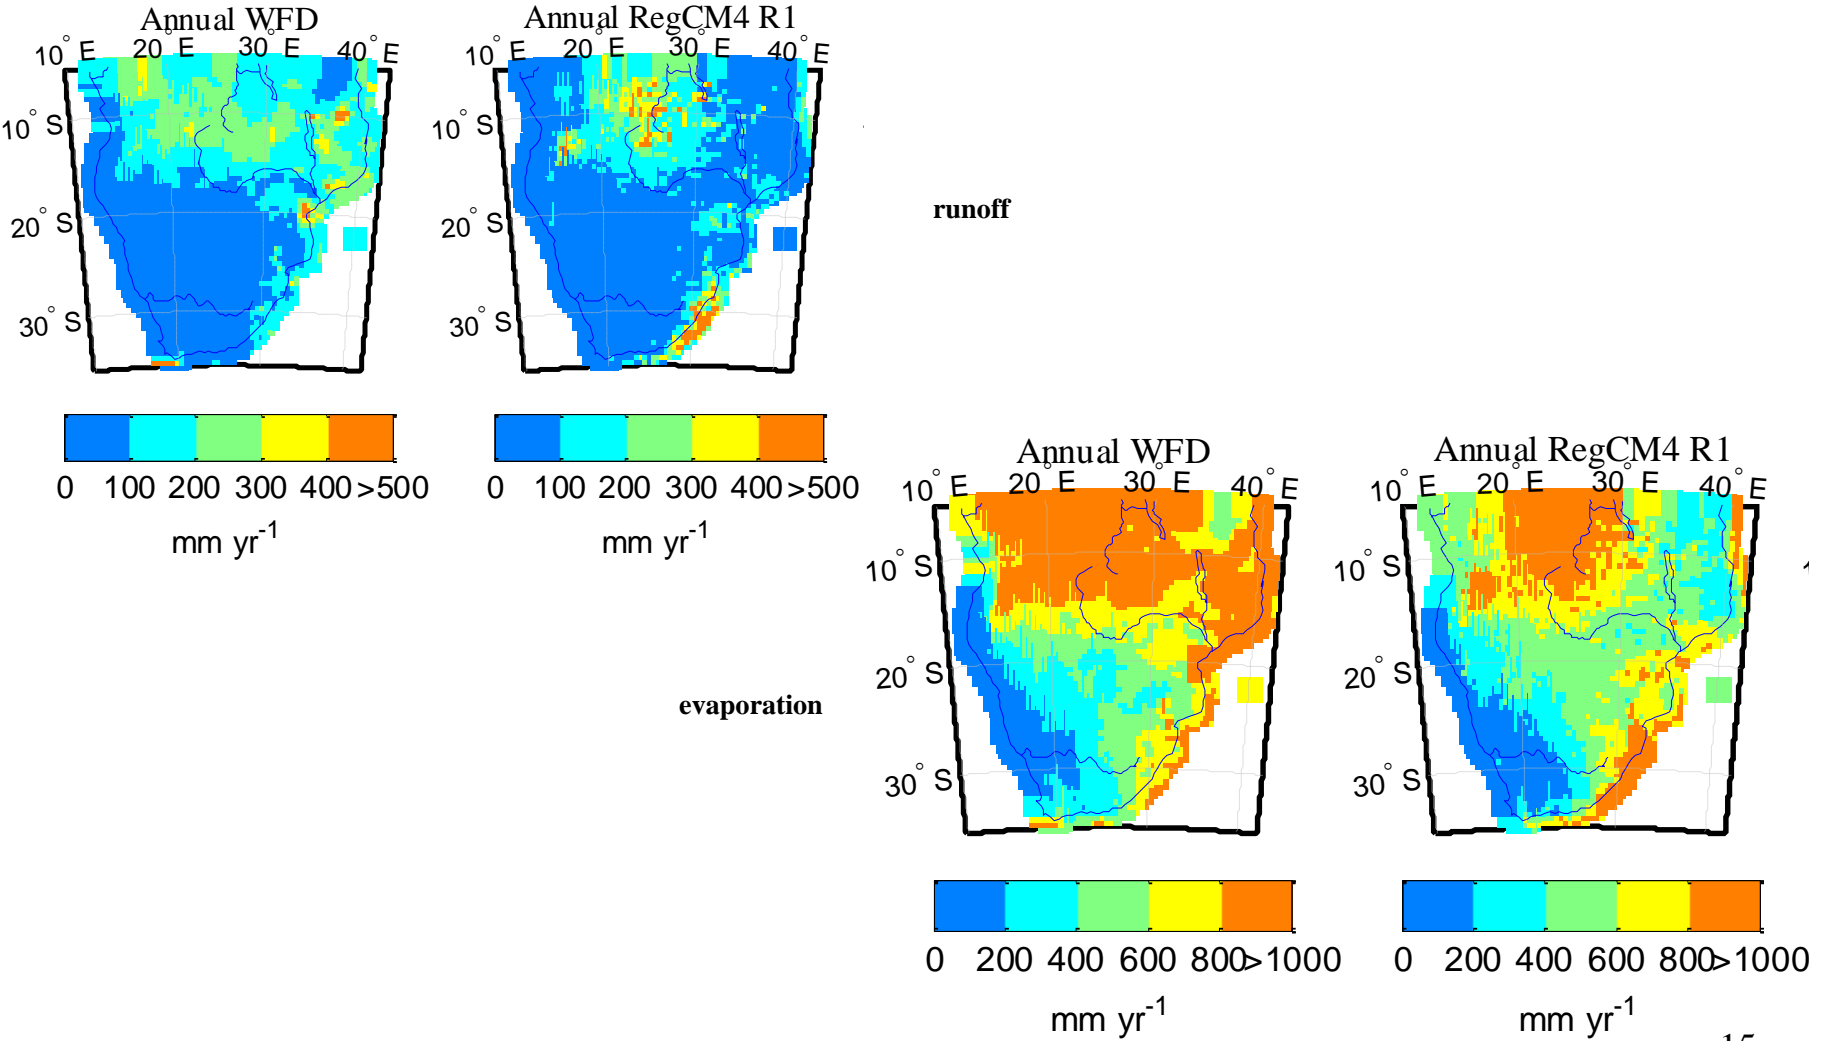 Annual WFD
Annual RegCM4 R1
10° E 20° E 30° E 40° E
10° E 20° E 30° E 40° E
10° S
10° S
20° S
20° S
30° S
30° S
runoff
0 100 200 300 400 >500
0 100 200 300 400 >500
mm yr-1
mm yr-1
Annual WFD
Annual RegCM4 R1
10° E 20° E 30° E 40° E
10° E 20° E 30° E 40° E
10° S
10° S
20° S
20° S
30° S
30° S
evaporation
0 200 400 600 800 >1000
0 200 400 600 800 >1000
mm yr-1
mm yr-1